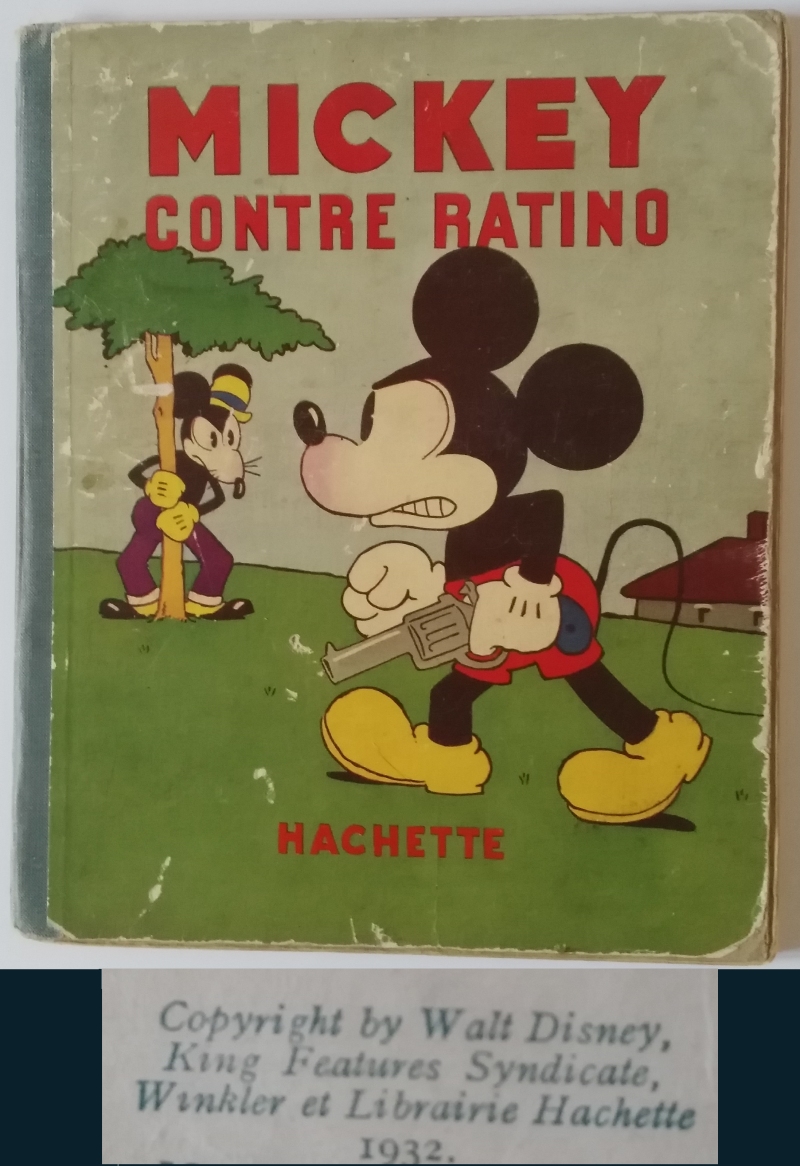 MICKEY
CONTRE RATINO
HACHETTE
Copyright by Walt Disney,
King Features Syndicate,
Winkler et Librairie Hachette
1932.